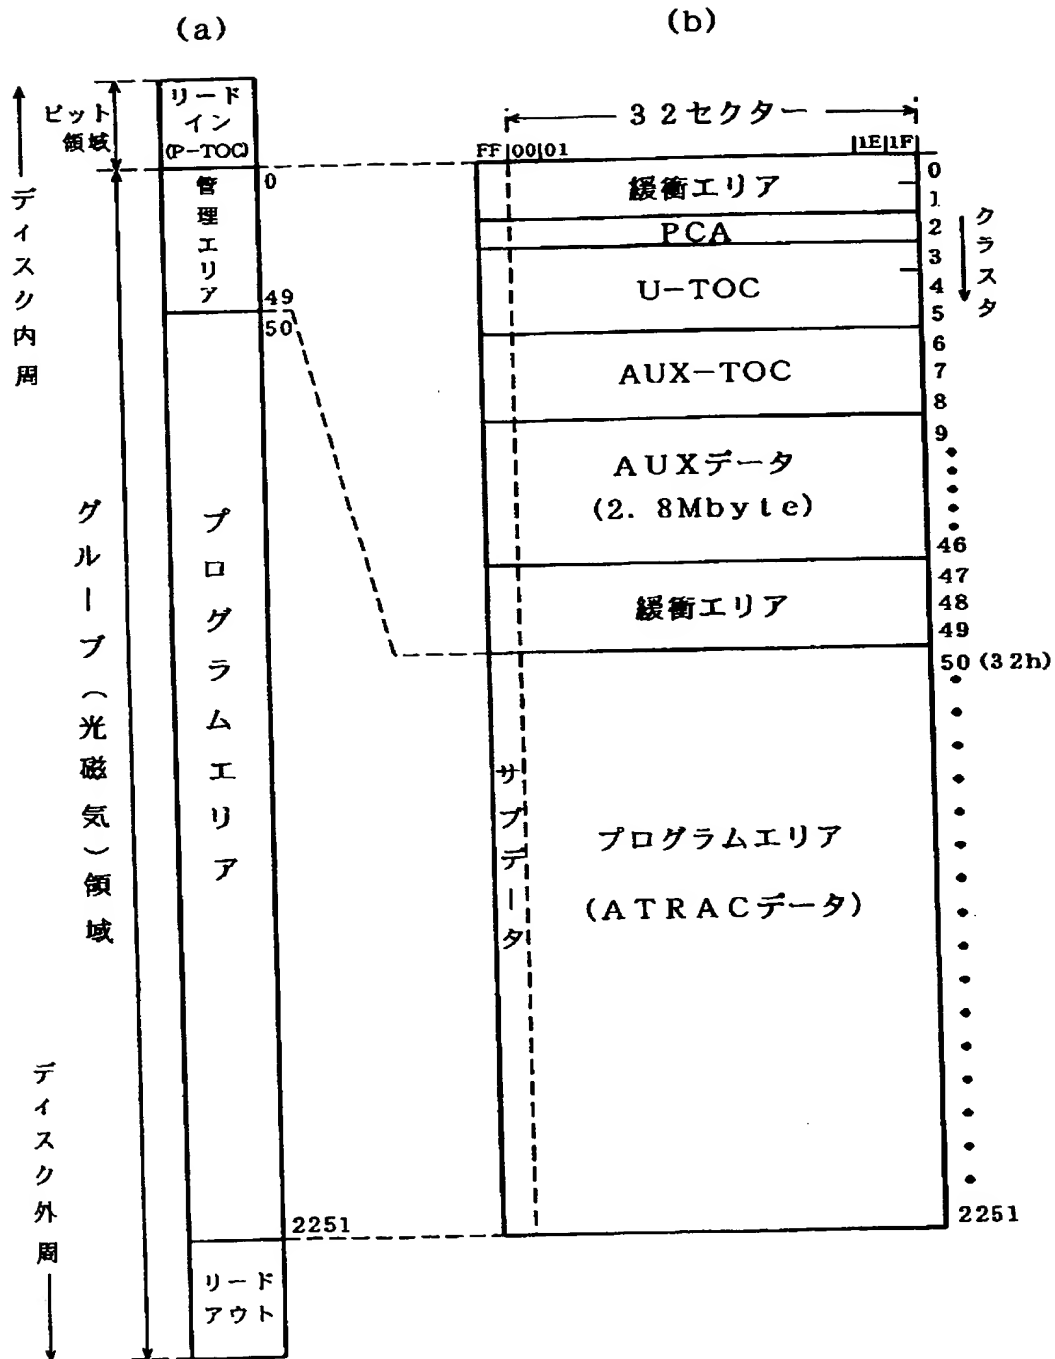 (a)
(b)
ピット
領域
リード
イン
(P-TOC)
管理エリア
0
49
50
ディスク内周
グルーブ(光磁気)領域
プログラムエリア
2251
リード
アウト
ディスク外周
32セクター
FF 00 01 1E 1F
緩衝エリア
0
1
PCA
2
U-TOC
3
4
5
クラスタ
AUX-TOC
6
7
8
AUXデータ
(2.8Mbyte)
9
46
緩衝エリア
47
48
49
50 (32h)
サブデータ
プログラムエリア
(ATRACデータ)
2251